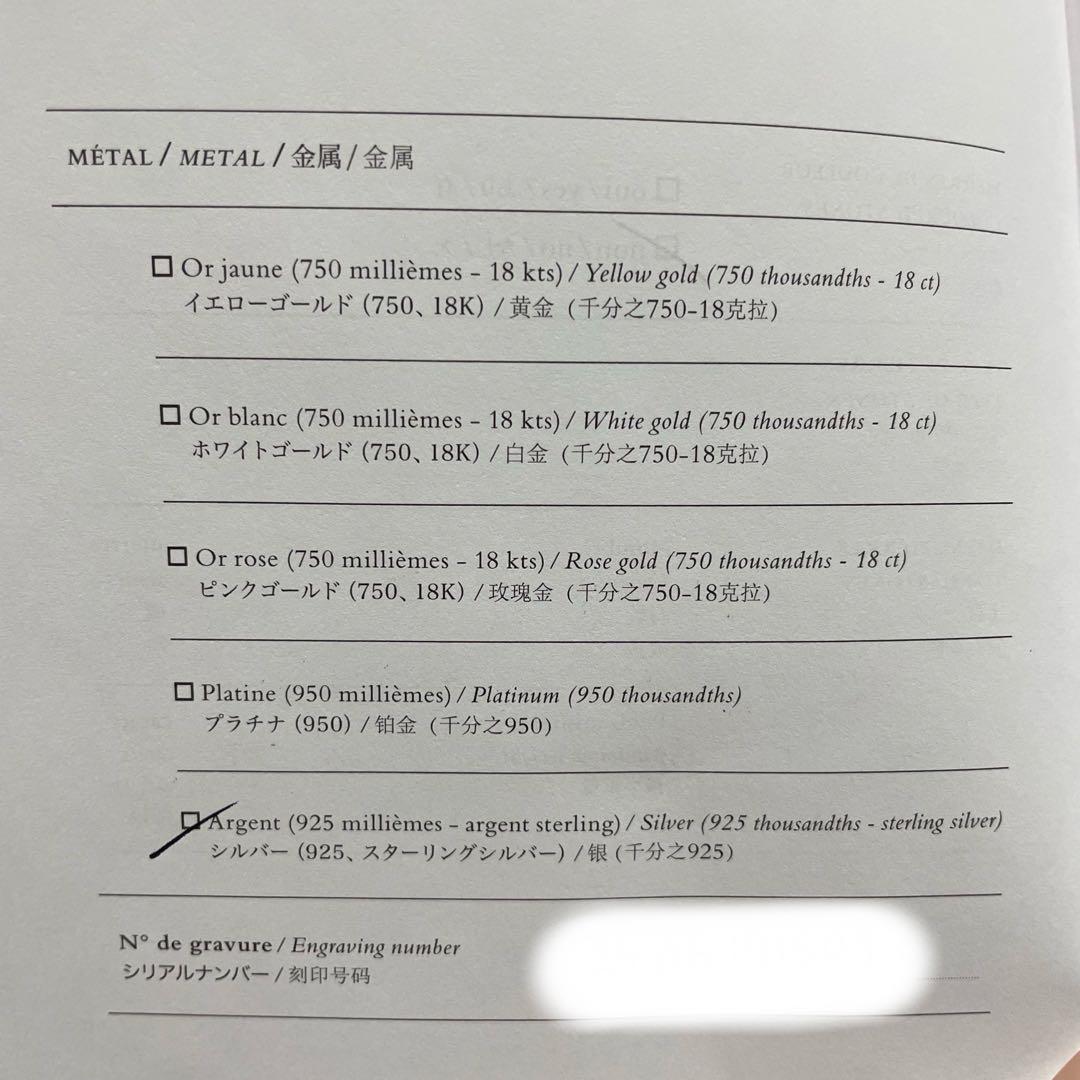 MÉTAL / METAL / 金属 / 金属
☐ Or jaune (750 millièmes – 18 kts) / Yellow gold (750 thousandths - 18 ct)
イエローゴールド (750、18K) / 黄金 (千分之750-18克拉)
☐ Or blanc (750 millièmes – 18 kts) / White gold (750 thousandths - 18 ct)
ホワイトゴールド (750、18K) / 白金 (千分之750-18克拉)
☐ Or rose (750 millièmes – 18 kts) / Rose gold (750 thousandths - 18 ct)
ピンクゴールド (750、18K) / 玫瑰金 (千分之750-18克拉)
☐ Platine (950 millièmes) / Platinum (950 thousandths)
プラチナ (950) / 铂金 (千分之950)
☐ Argent (925 millièmes – argent sterling) / Silver (925 thousandths - sterling silver)
シルバー (925、スターリングシルバー) / 银 (千分之925)
N° de gravure / Engraving number
シリアルナンバー / 刻印号码